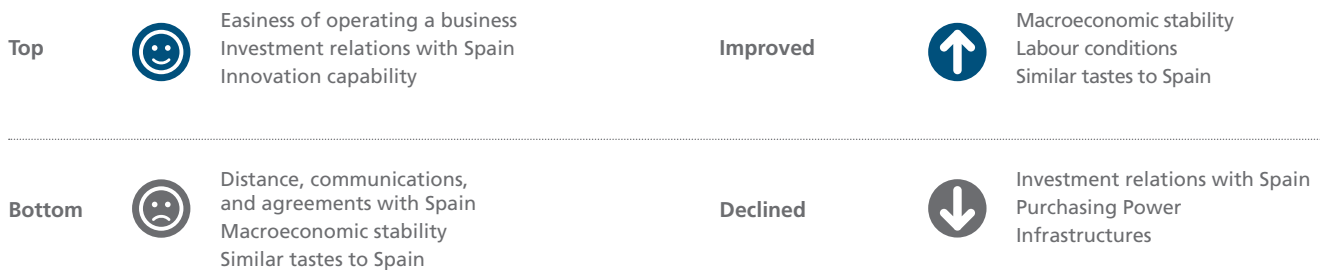 Top
Easiness of operating a business
Investment relations with Spain
Innovation capability
Improved
Macroeconomic stability
Labour conditions
Similar tastes to Spain
Bottom
Distance, communications,
and agreements with Spain
Macroeconomic stability
Similar tastes to Spain
Declined
Investment relations with Spain
Purchasing Power
Infrastructures